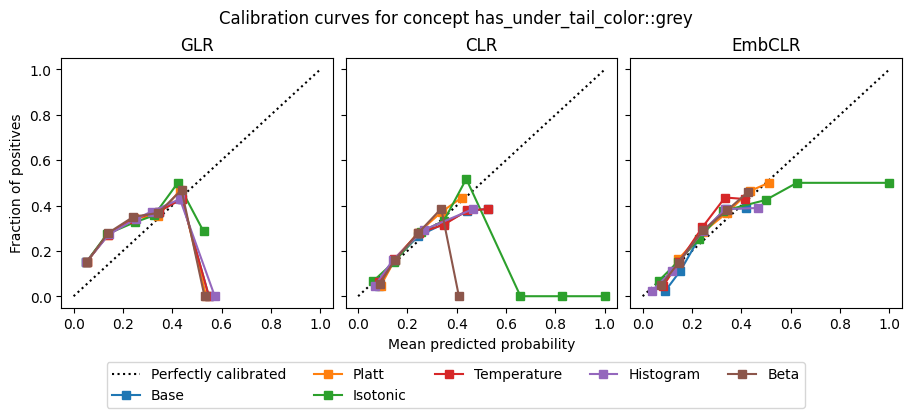 Calibration curves for concept has_under_tail_color::grey
GLR
CLR
EmbCLR
Fraction of positives
1.0
0.8
0.6
0.4
0.2
0.0
0.0 0.2 0.4 0.6 0.8 1.0
0.0 0.2 0.4 0.6 0.8 1.0
0.0 0.2 0.4 0.6 0.8 1.0
Mean predicted probability
Perfectly calibrated
Base
Platt
Isotonic
Temperature
Histogram
Beta